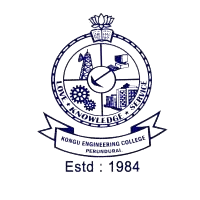 LOVE • KNOWLEDGE • SERVICE
KONGU ENGINEERING COLLEGE
PERUNDURAI
Estd : 1984